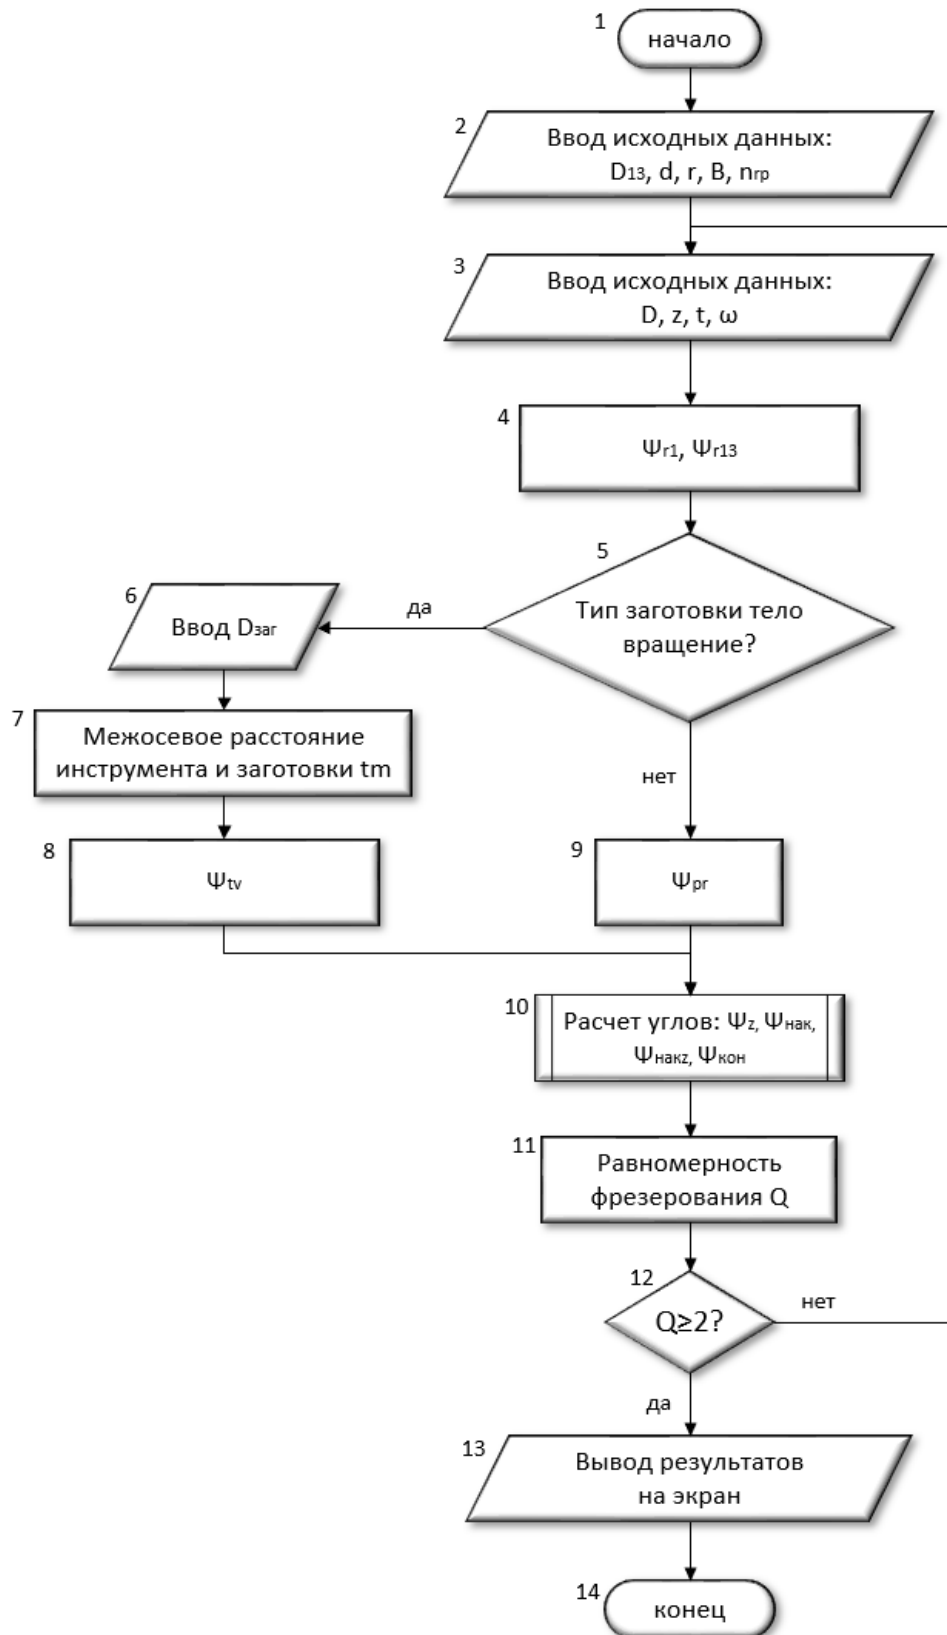 1
начало
2
Ввод исходных данных:
D₁₃, d, r, B, nгр
3
Ввод исходных данных:
D, z, t, ω
4
Ψr1, Ψr13
5
Тип заготовки тело
вращение?
да
6
Ввод Dзаг
7
Межосевое расстояние
инструмента и заготовки tm
нет
8
Ψtv
9
Ψpr
10
Расчет углов: Ψz, Ψнак,
Ψнакz, Ψкон
11
Равномерность
фрезерования Q
12
Q≥2?
нет
да
13
Вывод результатов
на экран
14
конец